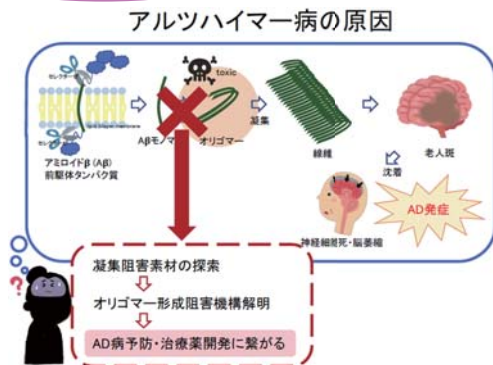 アルツハイマー病の原因
セレクター
toxic
凝集
Aβモノマ
オリゴマー
線維
老人斑
アミロイドβ (Aβ)
前駆体タンパク質
沈着
神経細胞死・脳萎縮
AD発症
凝集阻害素材の探索
オリゴマー形成阻害機構解明
AD病予防・治療薬開発に繋がる
?